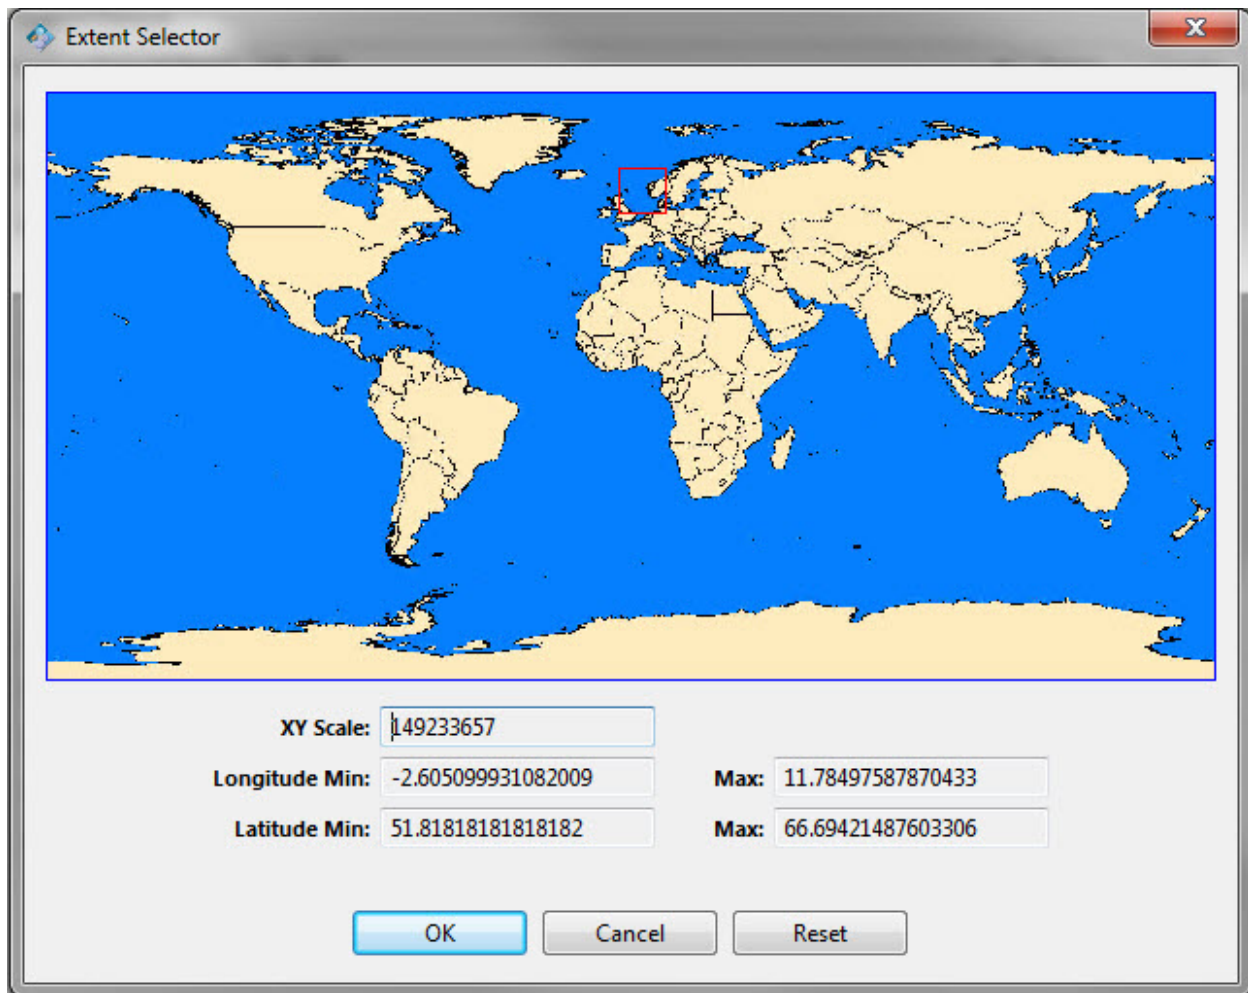 Extent Selector
XY Scale: 149233657
Longitude Min: -2.605099931082009 Max: 11.78497587870433
Latitude Min: 51.81818181818182 Max: 66.69421487603306
OK Cancel Reset